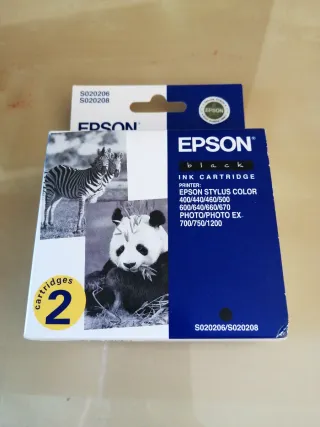 S020206
S020208
EPSON
EPSON
black
INK CARTRIDGE
PRINTER:
EPSON STYLUS COLOR
400/440/460/500
600/640/660/670
PHOTO/PHOTO EX-
700/750/1200
cartridges
2
S020206/S020208